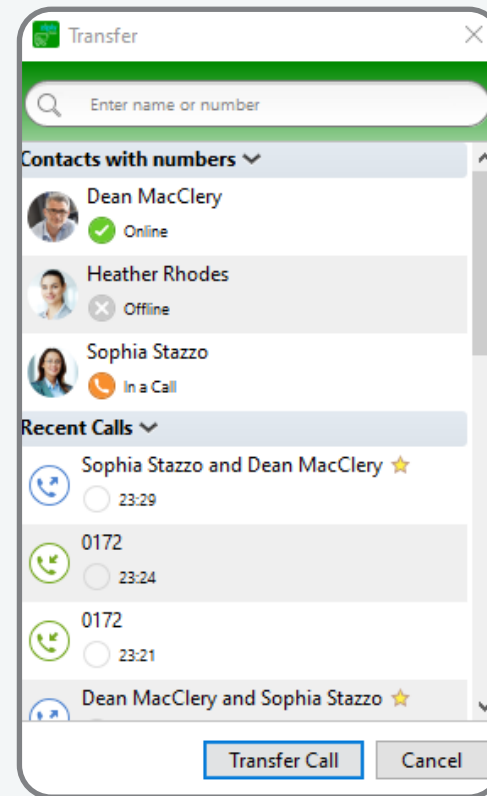 Transfer
Enter name or number
Contacts with numbers
Dean MacClery
Online
Heather Rhodes
Offline
Sophia Stazzo
In a Call
Recent Calls
Sophia Stazzo and Dean MacClery
23:29
0172
23:24
0172
23:21
Dean MacClery and Sophia Stazzo
Transfer Call Cancel